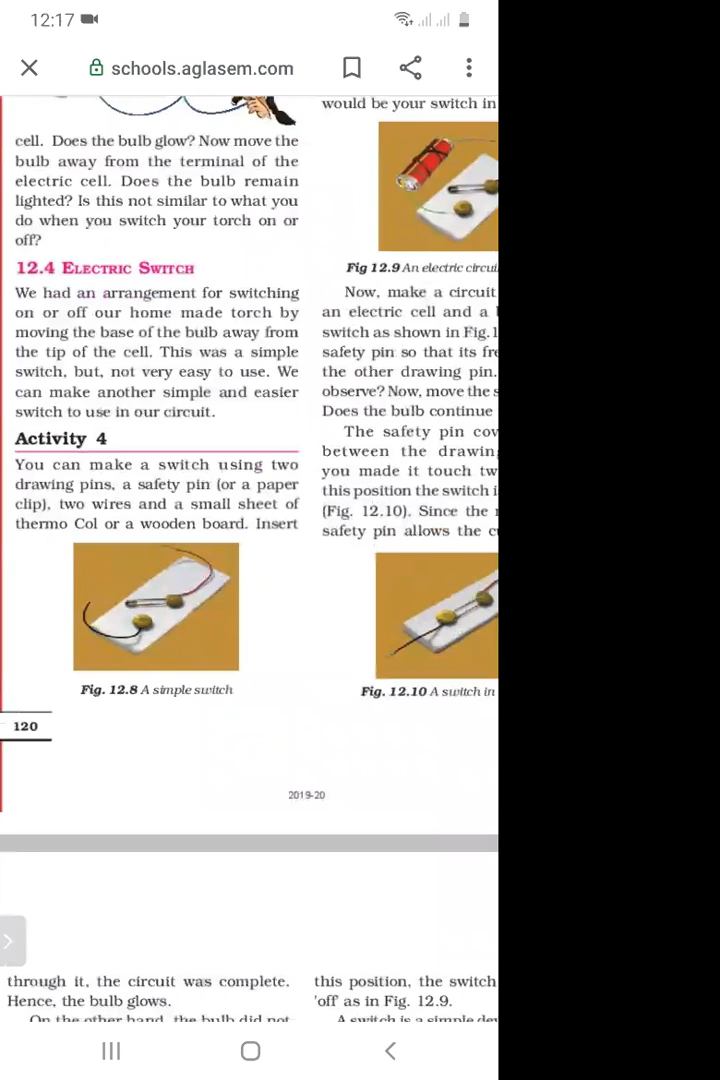 12:17
schools.aglasem.com
cell. Does the bulb glow? Now move the
bulb away from the terminal of the
electric cell. Does the bulb remain
lighted? Is this not similar to what you
do when you switch your torch on or
off?
12.4 ELECTRIC SWITCH
We had an arrangement for switching
on or off our home made torch by
moving the base of the bulb away from
the tip of the cell. This was a simple
switch, but, not very easy to use. We
can make another simple and easier
switch to use in our circuit.
Activity 4
You can make a switch using two
drawing pins, a safety pin (or a paper
clip), two wires and a small sheet of
thermo Col or a wooden board. Insert
Fig. 12.8 A simple switch
120
would be your switch in
Fig 12.9 An electric
Now, make a circuit
an electric cell and a
switch as shown in
safety pin so that its
the other drawing pin.
observe? Now, move the
Does the bulb continue
The safety pin
between the
you made it touch
this position the switch
(Fig. 12.10). Since the
safety pin allows the
Fig. 12.10 A switch in
2019-20
through it, the circuit was complete.
Hence, the bulb glows.
On the other hand, the bulb did not
this position, the switch
'off' as in Fig. 12.9.
A switch is a simple